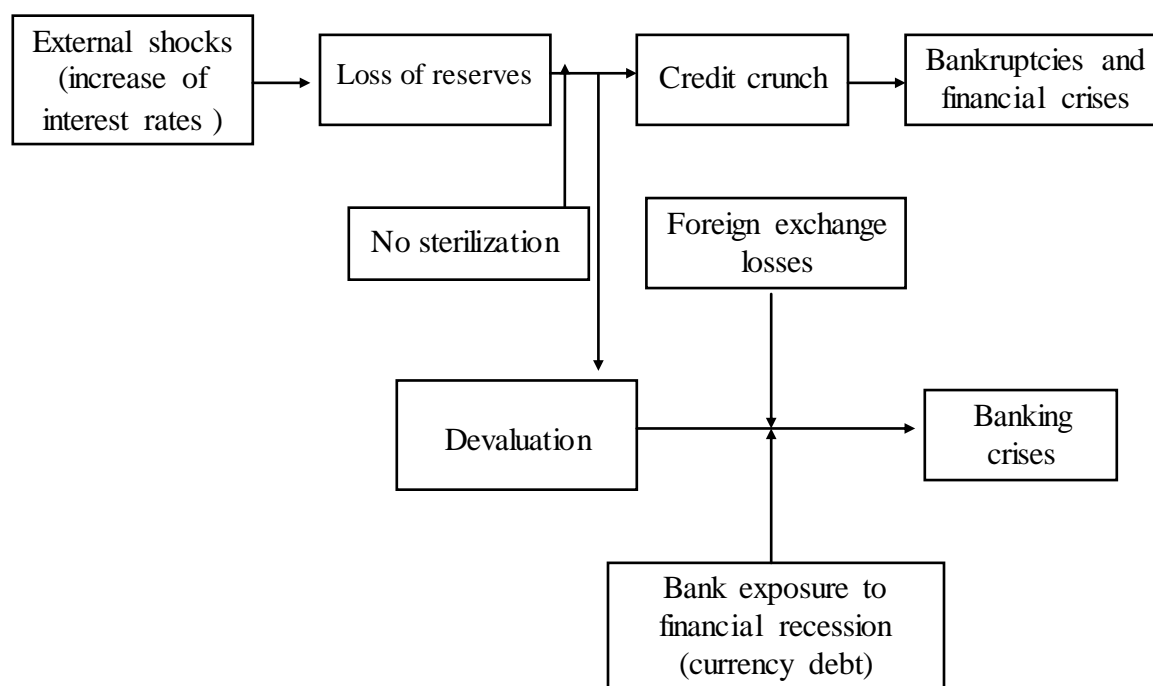 External shocks
(increase of
interest rates )
Loss of reserves
Credit crunch
Bankruptcies and
financial crises
No sterilization
Foreign exchange
losses
Devaluation
Banking
crises
Bank exposure to
financial recession
(currency debt)